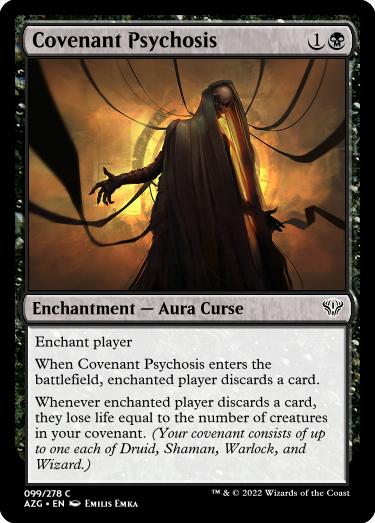 Covenant Psychosis 1
Enchantment — Aura Curse
Enchant player
When Covenant Psychosis enters the
battlefield, enchanted player discards a card.
Whenever enchanted player discards a card,
they lose life equal to the number of creatures
in your covenant. (Your covenant consists of up
to one each of Druid, Shaman, Warlock, and
Wizard.)
099/278 C
AZG • EN Emilis Emka
™ & © 2022 Wizards of the Coast